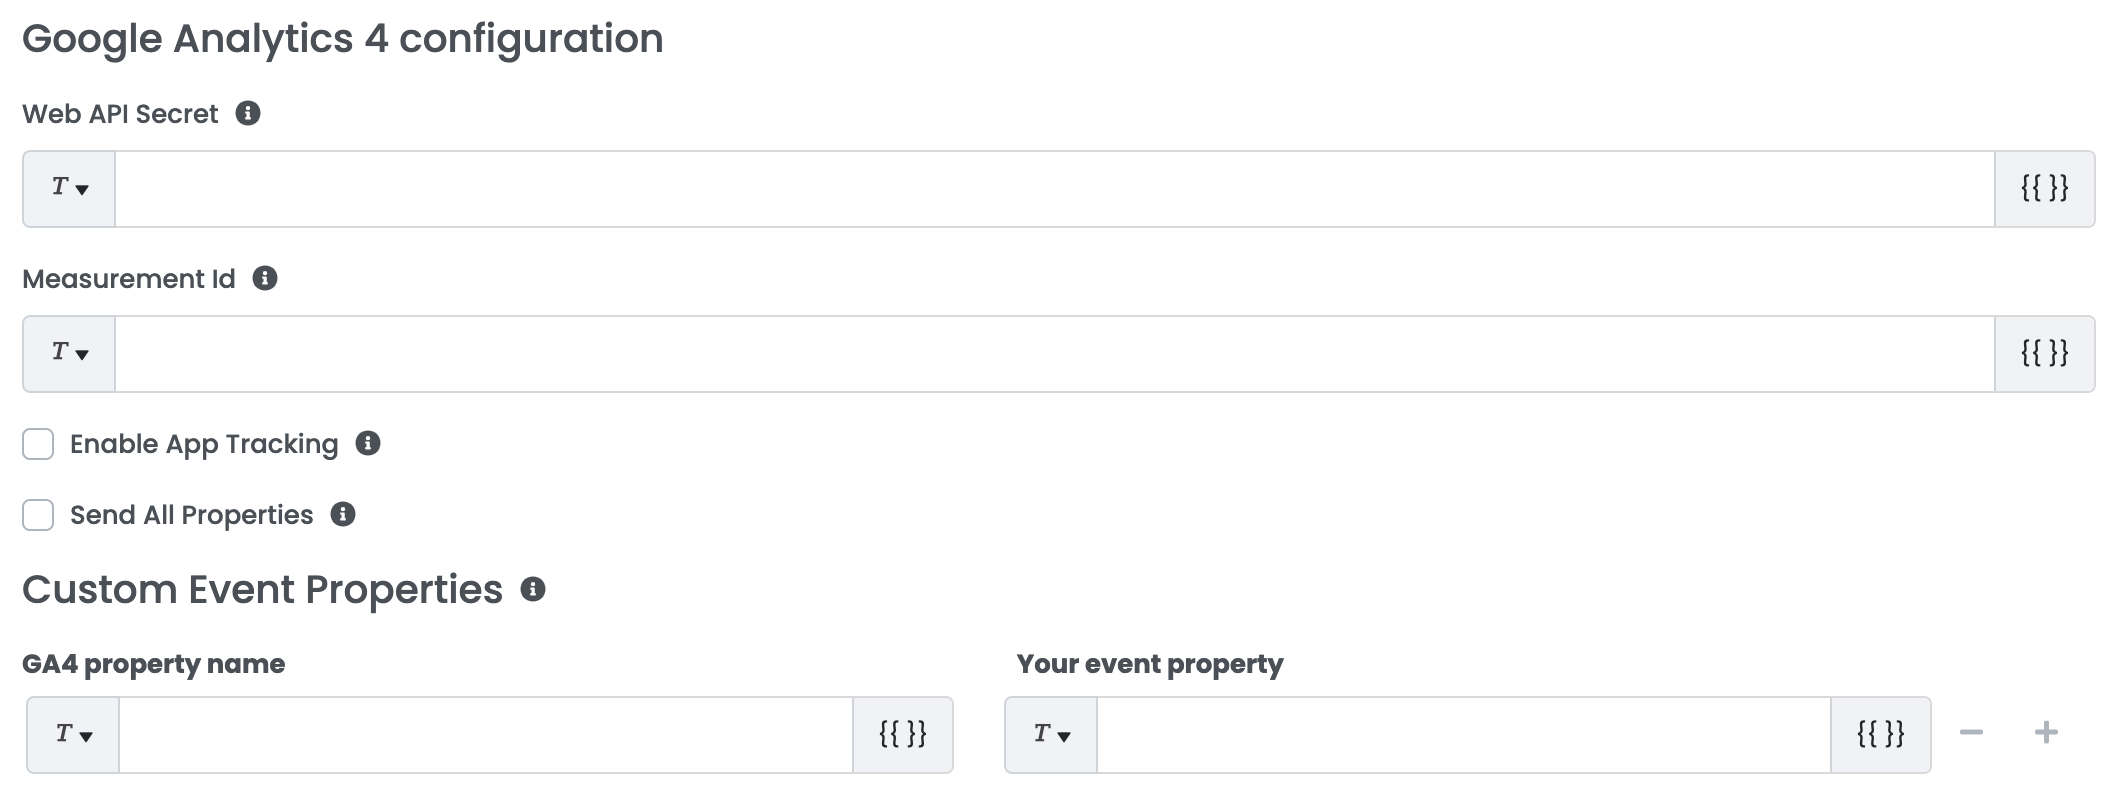 Google Analytics 4 configuration
Web API Secret
T {{ }}
Measurement Id
T {{ }}
Enable App Tracking
Send All Properties
Custom Event Properties
GA4 property name Your event property
T {{ }} T {{ }} − +